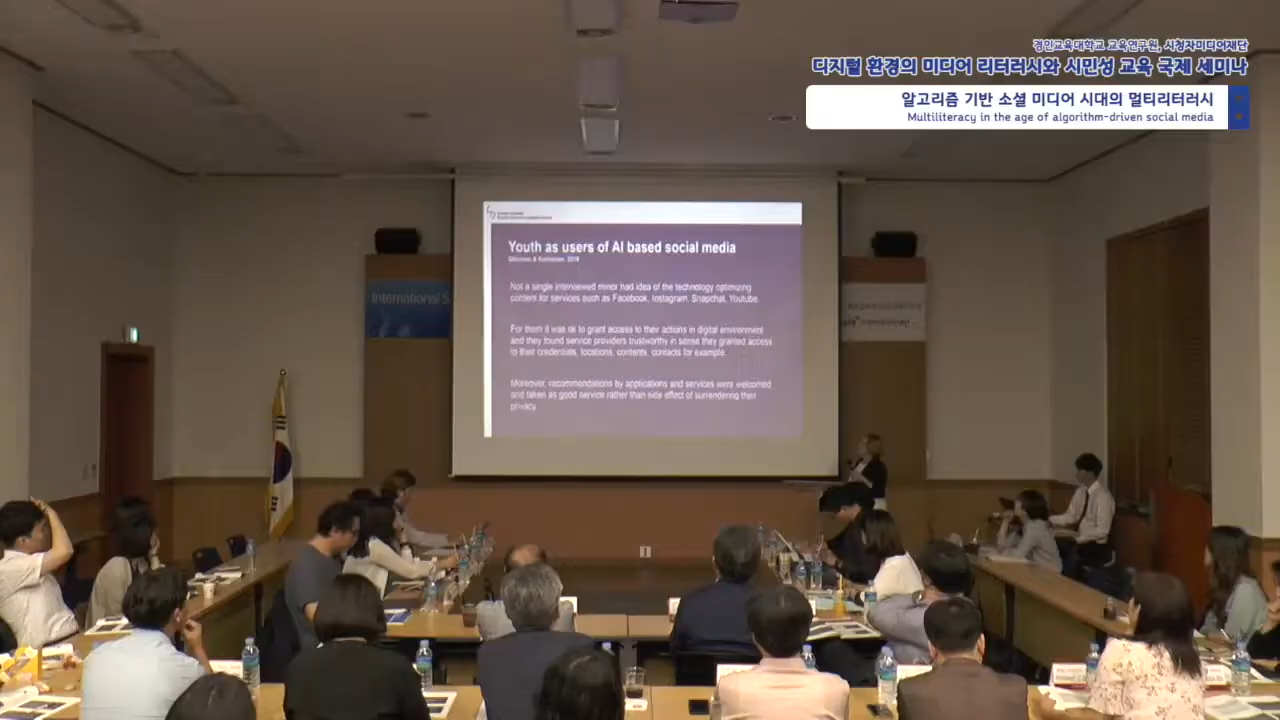 경인교육대학교 교육연구원, 시청자미디어재단
디지털 환경의 미디어 리터러시와 시민성 교육 국제 세미나
알고리즘 기반 소셜 미디어 시대의 멀티리터러시
Multiliteracy in the age of algorithm-driven social media
Youth as users of AI based social media
Not a single interviewed minor had idea of the technology optimizing
content for services such as Facebook, Instagram, Snapchat, Youtube.
For them it was ok to grant access to their actions in digital environment
and they found service providers trustworthy in sense they granted access
to their credentials, locations, contents, contacts for example.
Moreover, recommendations by applications and services were welcomed
and taken as good service rather than side effect of surrendering their
privacy.
International